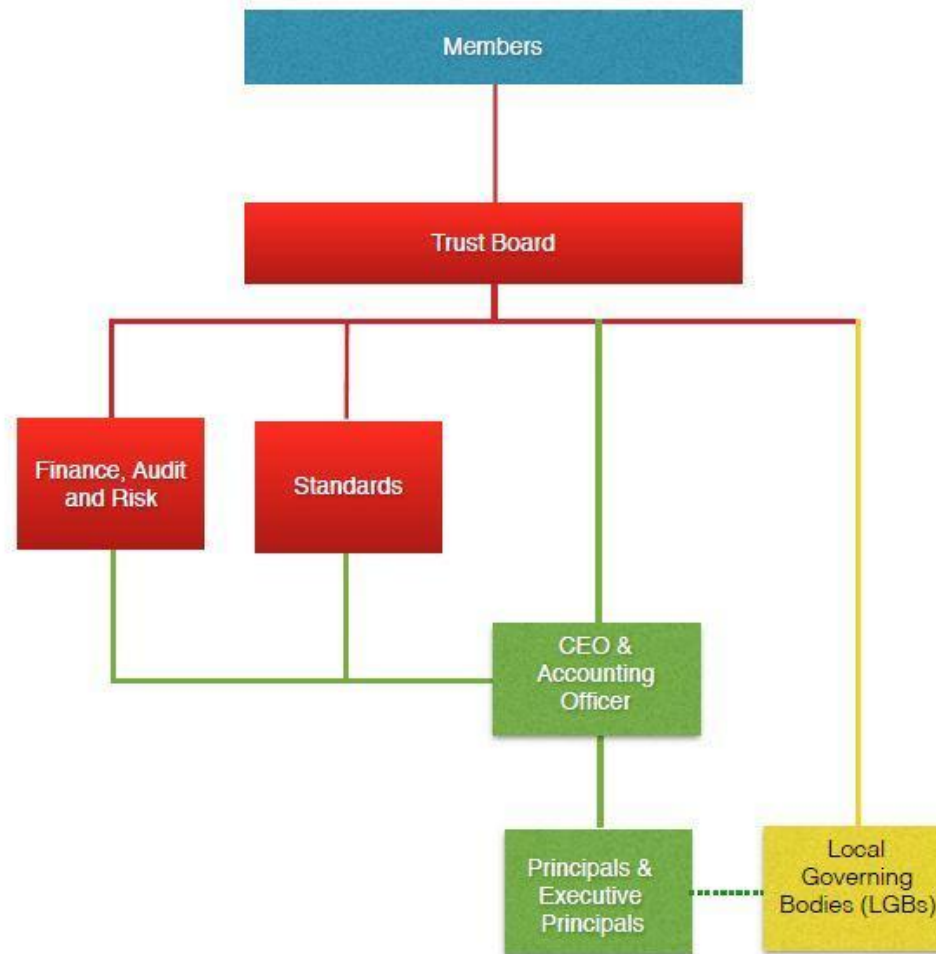 Members
Trust Board
Finance, Audit
and Risk
Standards
CEO &
Accounting
Officer
Principals &
Executive
Principals
Local
Governing
Bodies (LGBs)